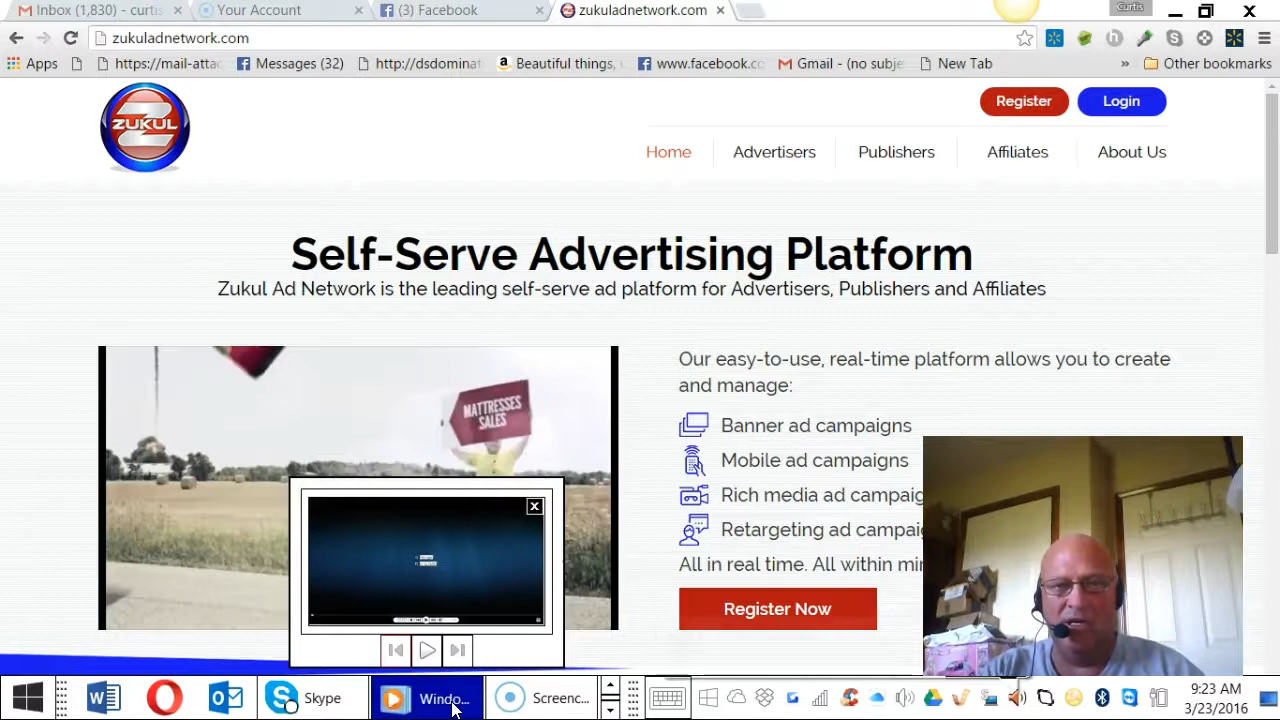 Inbox (1,830) - curtis
Your Account
(3) Facebook
zukuladnetwork.com
Curtis
zukuladnetwork.com
Apps
https://mail-attac
Messages (32)
http://dsdominat
Beautiful things,
www.facebook.co
Gmail - (no subje
New Tab
»
Other bookmarks
ZUKUL
Register
Login
Home
Advertisers
Publishers
Affiliates
About Us
Self-Serve Advertising Platform
Zukul Ad Network is the leading self-serve ad platform for Advertisers, Publishers and Affiliates
MATTRESSES
SALES
Our easy-to-use, real-time platform allows you to create
and manage:
Banner ad campaigns
Mobile ad campaigns
Rich media ad campaig
Retargeting ad campai
All in real time. All within min
Register Now
Skype
Windo...
Screenc...
9:23 AM
3/23/2016